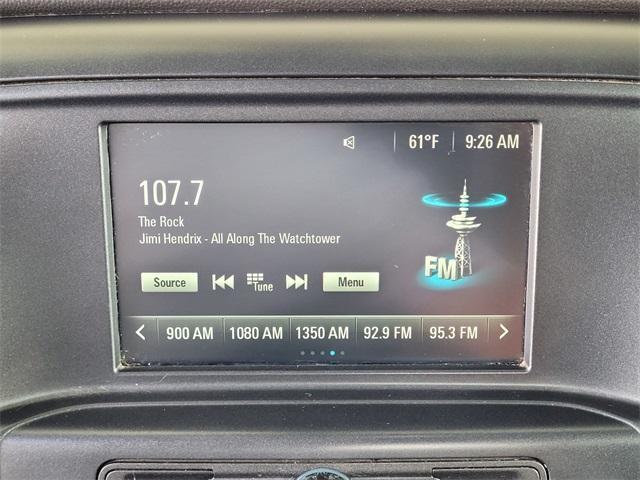 61°F 9:26 AM
107.7
The Rock
Jimi Hendrix - All Along The Watchtower
Source Tune Menu
FM
900 AM 1080 AM 1350 AM 92.9 FM 95.3 FM